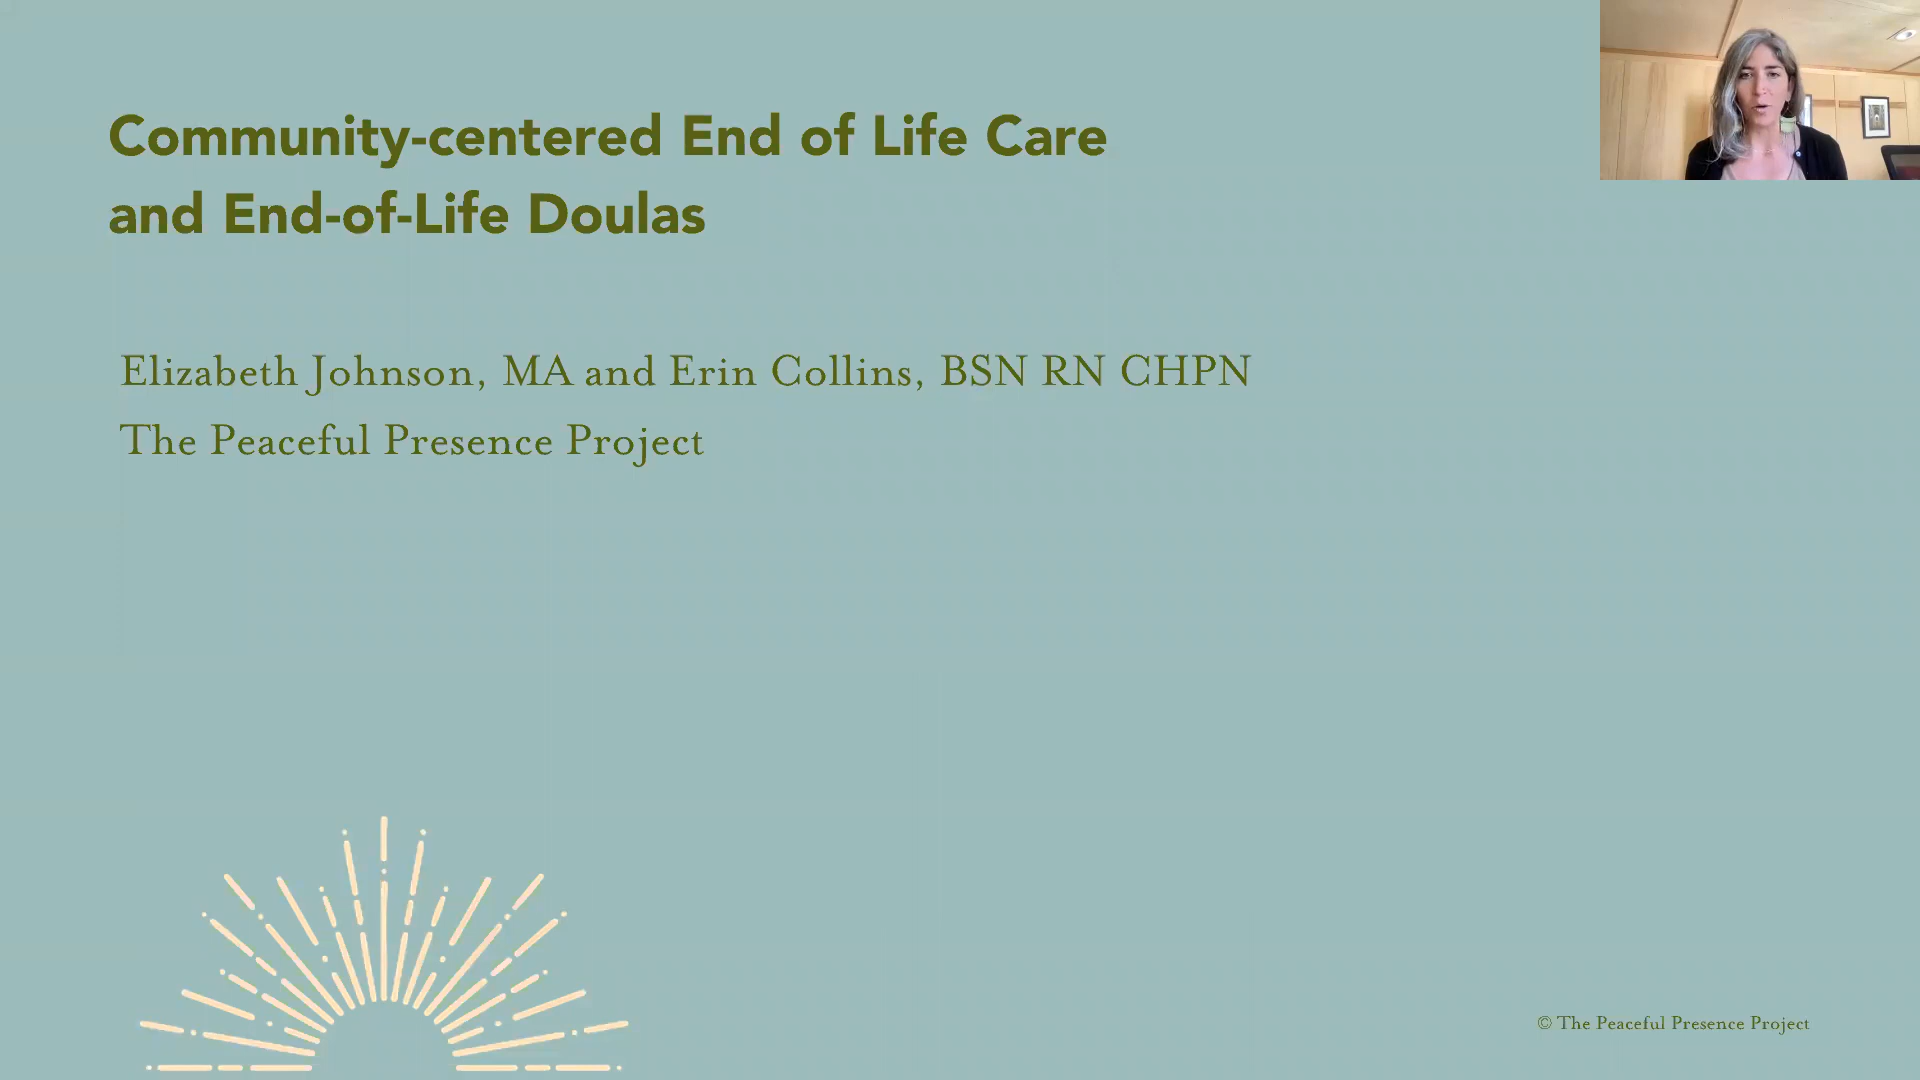 Community-centered End of Life Care
and End-of-Life Doulas
Elizabeth Johnson, MA and Erin Collins, BSN RN CHPN
The Peaceful Presence Project
© The Peaceful Presence Project